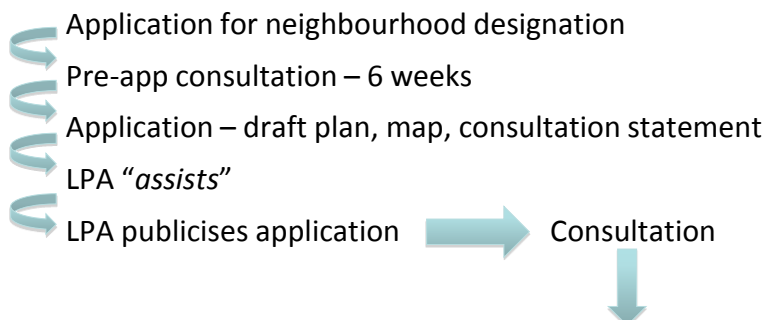 Application for neighbourhood designation
Pre-app consultation – 6 weeks
Application – draft plan, map, consultation statement
LPA “assists”
LPA publicises application
Consultation